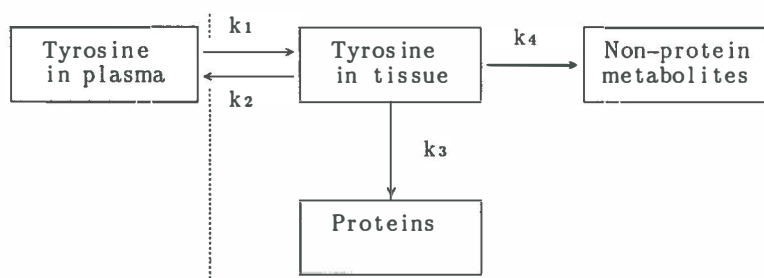 k1
Tyrosine
in plasma
k2
Tyrosine
in tissue
k4
Non-protein
metabolites
k3
Proteins